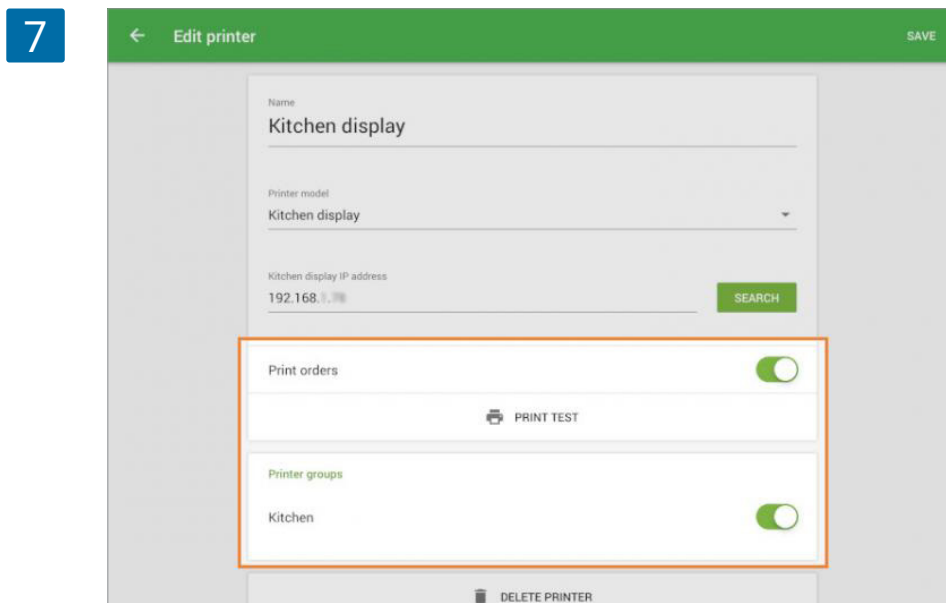 7
Edit printer
SAVE
Name
Kitchen display
Printer model
Kitchen display
Kitchen display IP address
192.168.
SEARCH
Print orders
PRINT TEST
Printer groups
Kitchen
DELETE PRINTER